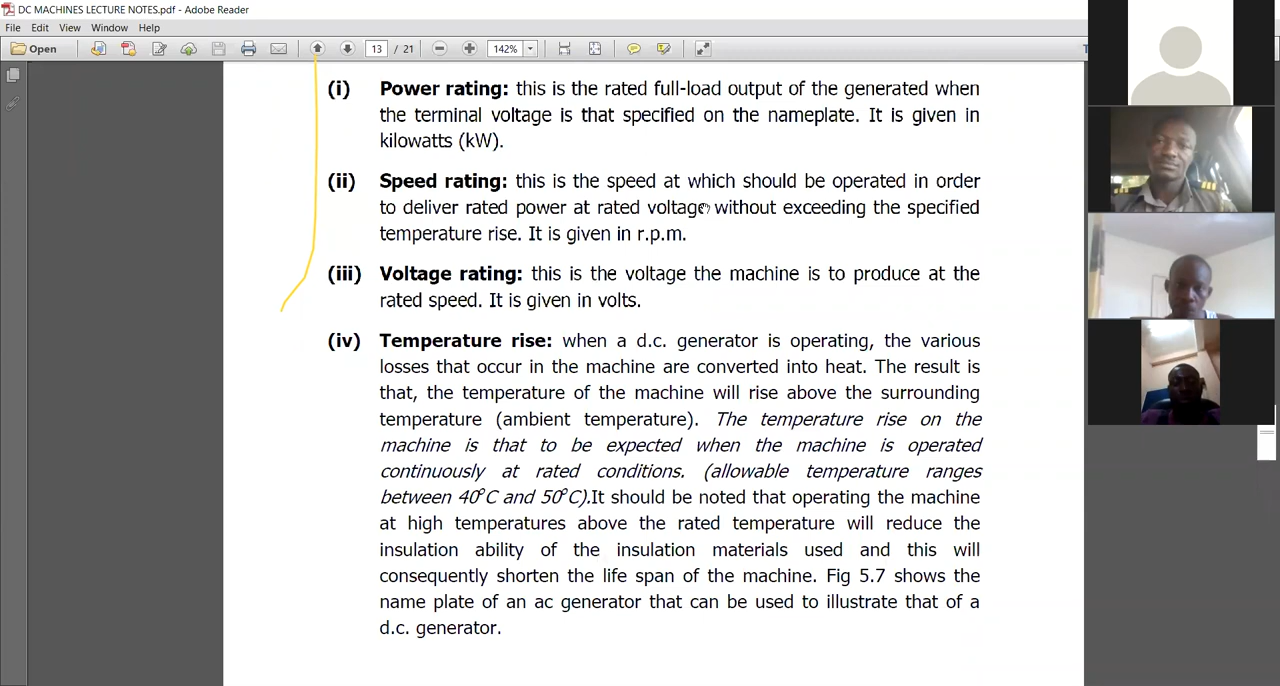 DC MACHINES LECTURE NOTES.pdf - Adobe Reader
File Edit View Window Help
Open 13 / 21 142%
(i) Power rating: this is the rated full-load output of the generated when
the terminal voltage is that specified on the nameplate. It is given in
kilowatts (kW).
(ii) Speed rating: this is the speed at which should be operated in order
to deliver rated power at rated voltage without exceeding the specified
temperature rise. It is given in r.p.m.
(iii) Voltage rating: this is the voltage the machine is to produce at the
rated speed. It is given in volts.
(iv) Temperature rise: when a d.c. generator is operating, the various
losses that occur in the machine are converted into heat. The result is
that, the temperature of the machine will rise above the surrounding
temperature (ambient temperature). The temperature rise on the
machine is that to be expected when the machine is operated
continuously at rated conditions. (allowable temperature ranges
between 40°C and 50°C).It should be noted that operating the machine
at high temperatures above the rated temperature will reduce the
insulation ability of the insulation materials used and this will
consequently shorten the life span of the machine. Fig 5.7 shows the
name plate of an ac generator that can be used to illustrate that of a
d.c. generator.